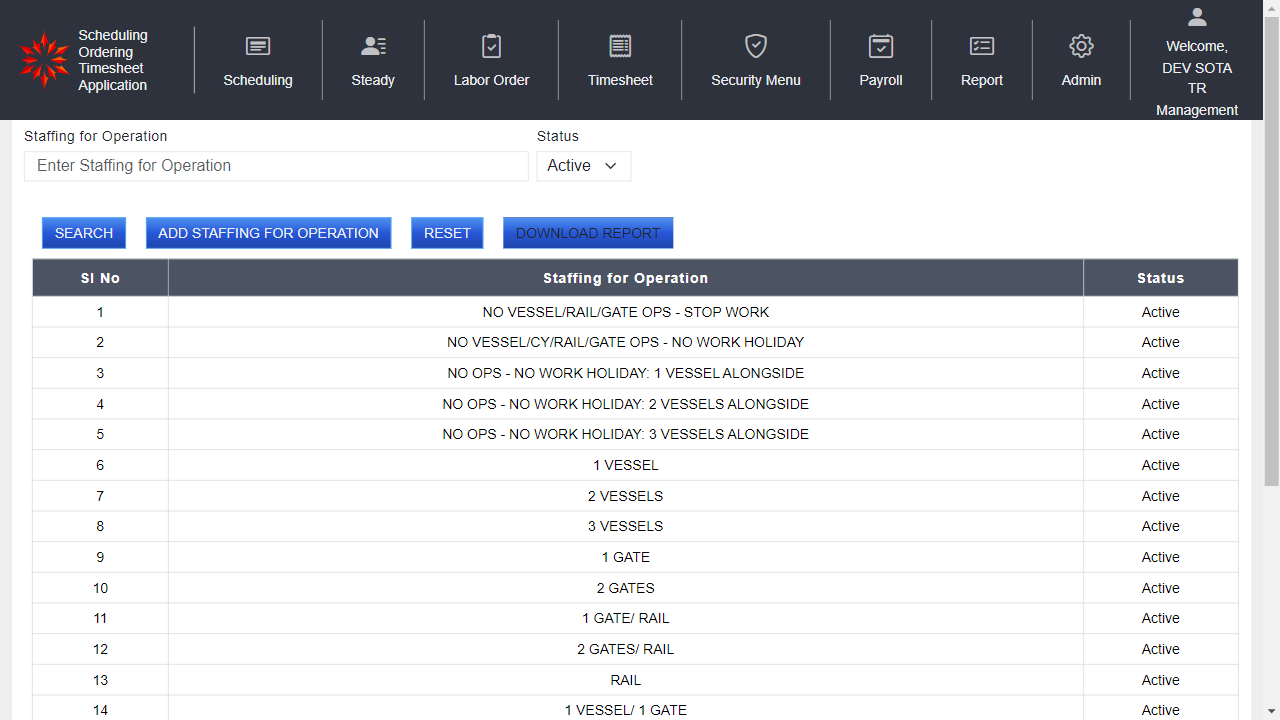 Scheduling
Ordering
Timesheet
Application
Scheduling
Steady
Labor Order
Timesheet
Security Menu
Payroll
Report
Admin
Welcome,
DEV SOTA
TR
Management
Staffing for Operation
Status
Enter Staffing for Operation
Active
SEARCH
ADD STAFFING FOR OPERATION
RESET
DOWNLOAD REPORT
Sl No Staffing for Operation Status
1 NO VESSEL/RAIL/GATE OPS - STOP WORK Active
2 NO VESSEL/CY/RAIL/GATE OPS - NO WORK HOLIDAY Active
3 NO OPS - NO WORK HOLIDAY: 1 VESSEL ALONGSIDE Active
4 NO OPS - NO WORK HOLIDAY: 2 VESSELS ALONGSIDE Active
5 NO OPS - NO WORK HOLIDAY: 3 VESSELS ALONGSIDE Active
6 1 VESSEL Active
7 2 VESSELS Active
8 3 VESSELS Active
9 1 GATE Active
10 2 GATES Active
11 1 GATE/ RAIL Active
12 2 GATES/ RAIL Active
13 RAIL Active
14 1 VESSEL/ 1 GATE Active